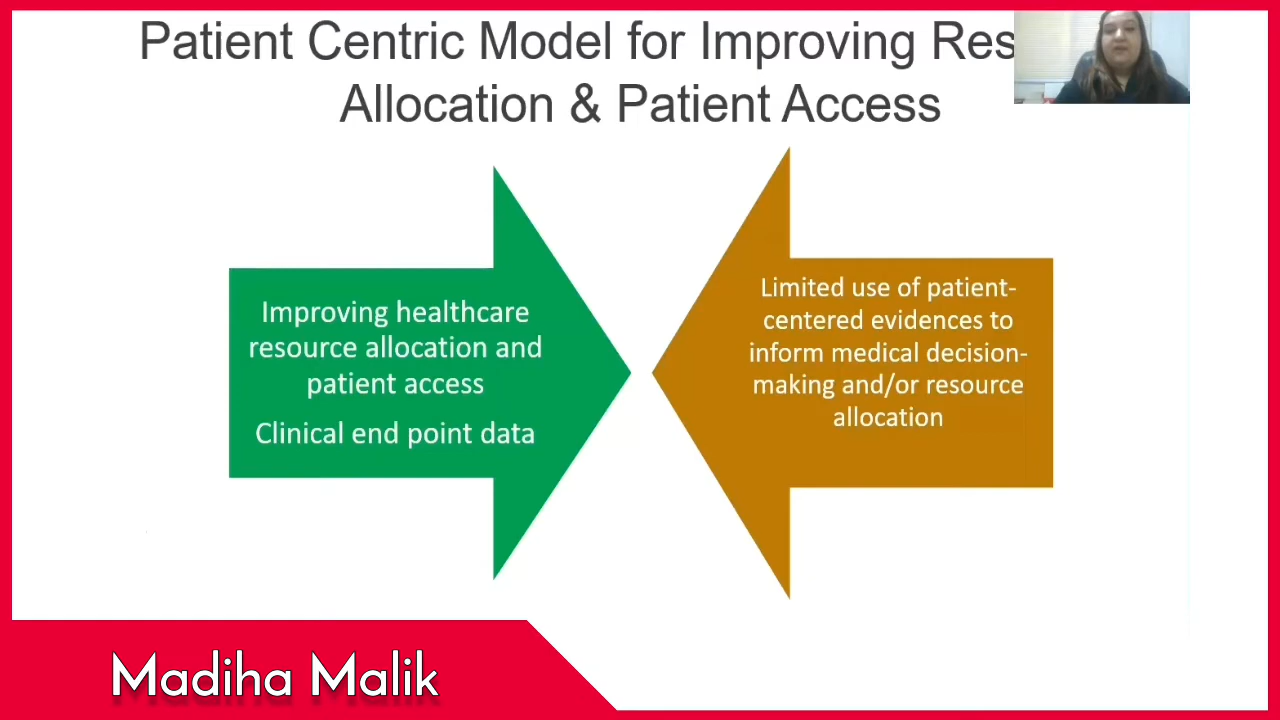 Patient Centric Model for Improving Res
Allocation & Patient Access
Improving healthcare
resource allocation and
patient access
Clinical end point data
Limited use of patient-
centered evidences to
inform medical decision-
making and/or resource
allocation
Madiha Malik